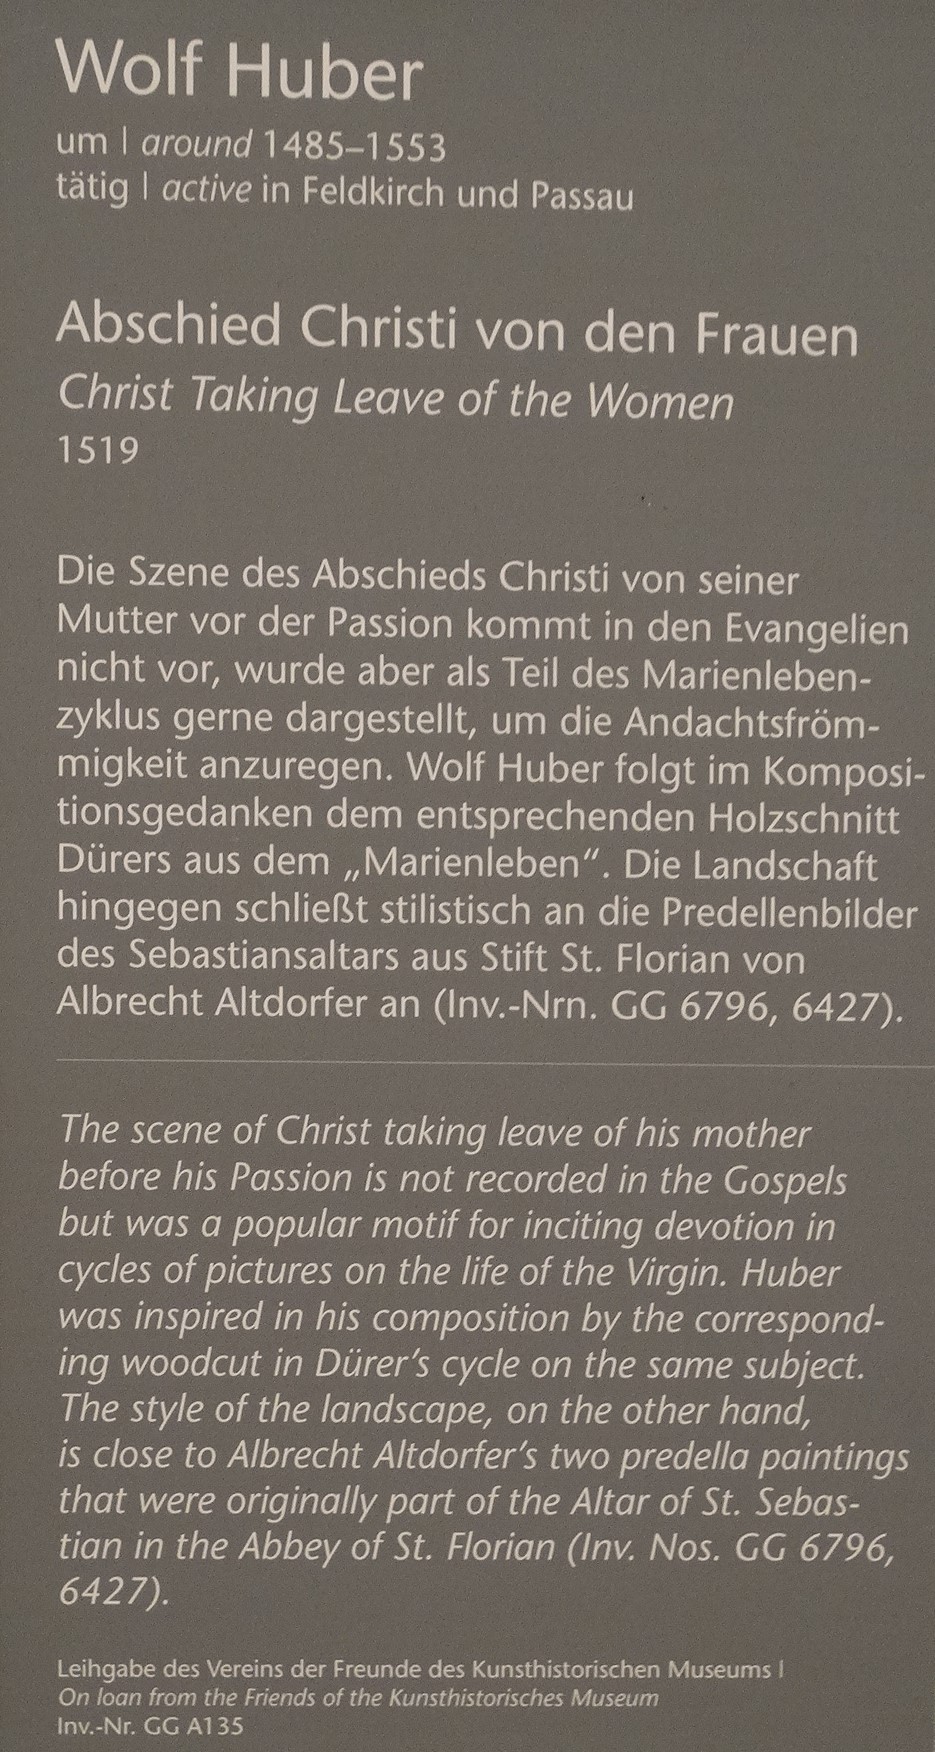 Wolf Huber
um | around 1485–1553
tätig | active in Feldkirch und Passau
Abschied Christi von den Frauen
Christ Taking Leave of the Women
1519
Die Szene des Abschieds Christi von seiner
Mutter vor der Passion kommt in den Evangelien
nicht vor, wurde aber als Teil des Marienleben-
zyklus gerne dargestellt, um die Andachtsfröm-
migkeit anzuregen. Wolf Huber folgt im Komposi-
tionsgedanken dem entsprechenden Holzschnitt
Dürers aus dem „Marienleben“. Die Landschaft
hingegen schließt stilistisch an die Predellenbilder
des Sebastiansaltars aus Stift St. Florian von
Albrecht Altdorfer an (Inv.-Nrn. GG 6796, 6427).
The scene of Christ taking leave of his mother
before his Passion is not recorded in the Gospels
but was a popular motif for inciting devotion in
cycles of pictures on the life of the Virgin. Huber
was inspired in his composition by the correspond-
ing woodcut in Dürer’s cycle on the same subject.
The style of the landscape, on the other hand,
is close to Albrecht Altdorfer’s two predella paintings
that were originally part of the Altar of St. Sebas-
tian in the Abbey of St. Florian (Inv. Nos. GG 6796,
6427).
Leihgabe des Vereins der Freunde des Kunsthistorischen Museums |
On loan from the Friends of the Kunsthistorisches Museum
Inv.-Nr. GG A135